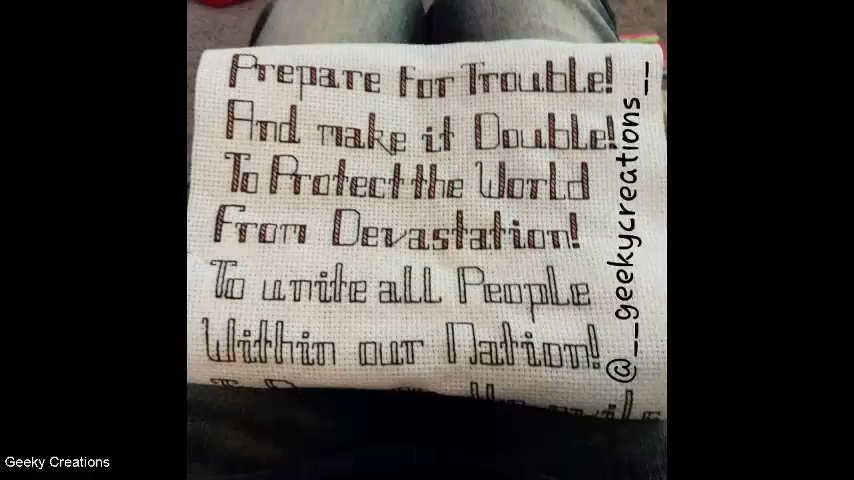 Prepare For Trouble!
And make it Double!
To Protect the World
From Devastation!
To unite all People
Within our Nation!
@__geekycreations__
Geeky Creations